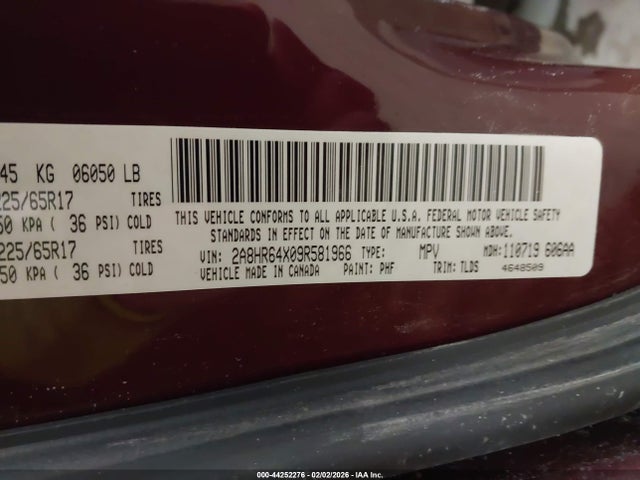 45 KG 06050 LB
225/65R17 TIRES
50 KPA ( 36 PSI) COLD
225/65R17 TIRES
50 KPA ( 36 PSI) COLD
THIS VEHICLE CONFORMS TO ALL APPLICABLE U.S.A. FEDERAL MOTOR VEHICLE SAFETY
STANDARDS IN EFFECT ON THE DATE OF MANUFACTURE SHOWN ABOVE.
VIN: 2A8HR64X09R581966 TYPE: MPV MDH: 110719 606AA
VEHICLE MADE IN CANADA PAINT: PHF TRIM: TLDS 4648509
000-44252276 - 02/02/2026 - IAA Inc.